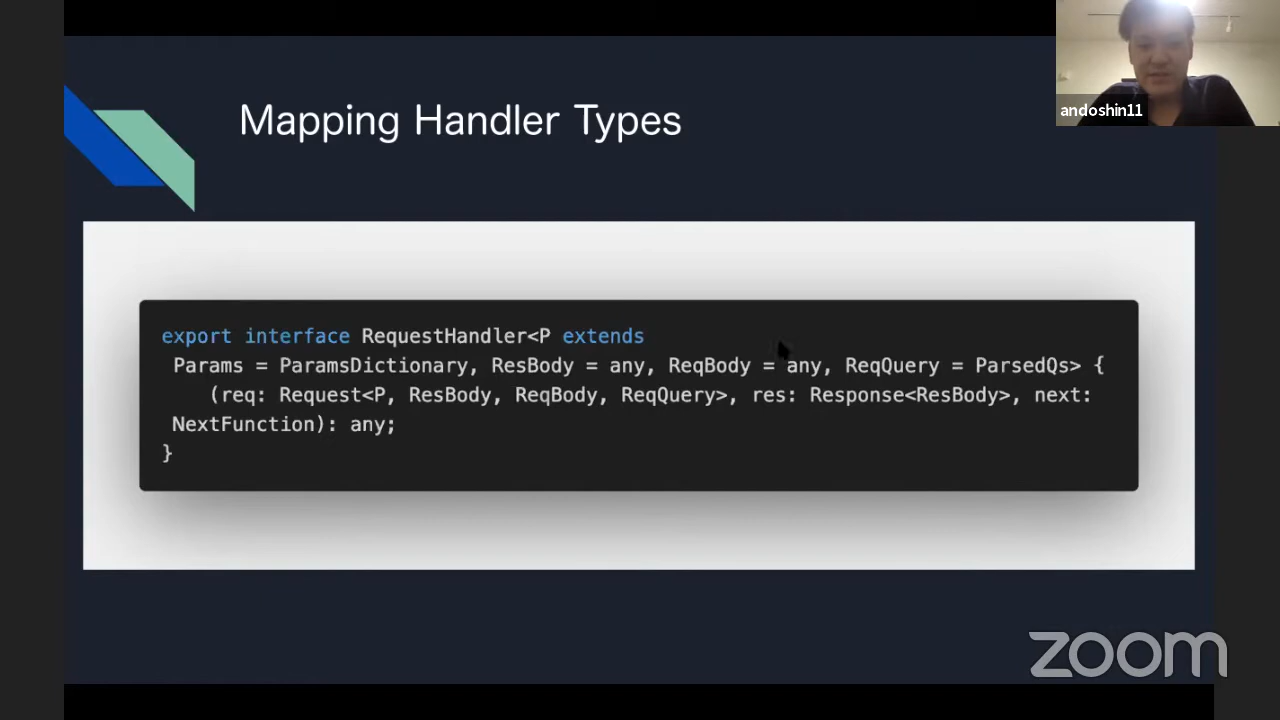 Mapping Handler Types
andoshin11
export interface RequestHandler<P extends
Params = ParamsDictionary, ResBody = any, ReqBody = any, ReqQuery = ParsedQs> {
(req: Request<P, ResBody, ReqBody, ReqQuery>, res: Response<ResBody>, next:
NextFunction): any;
}
zoom